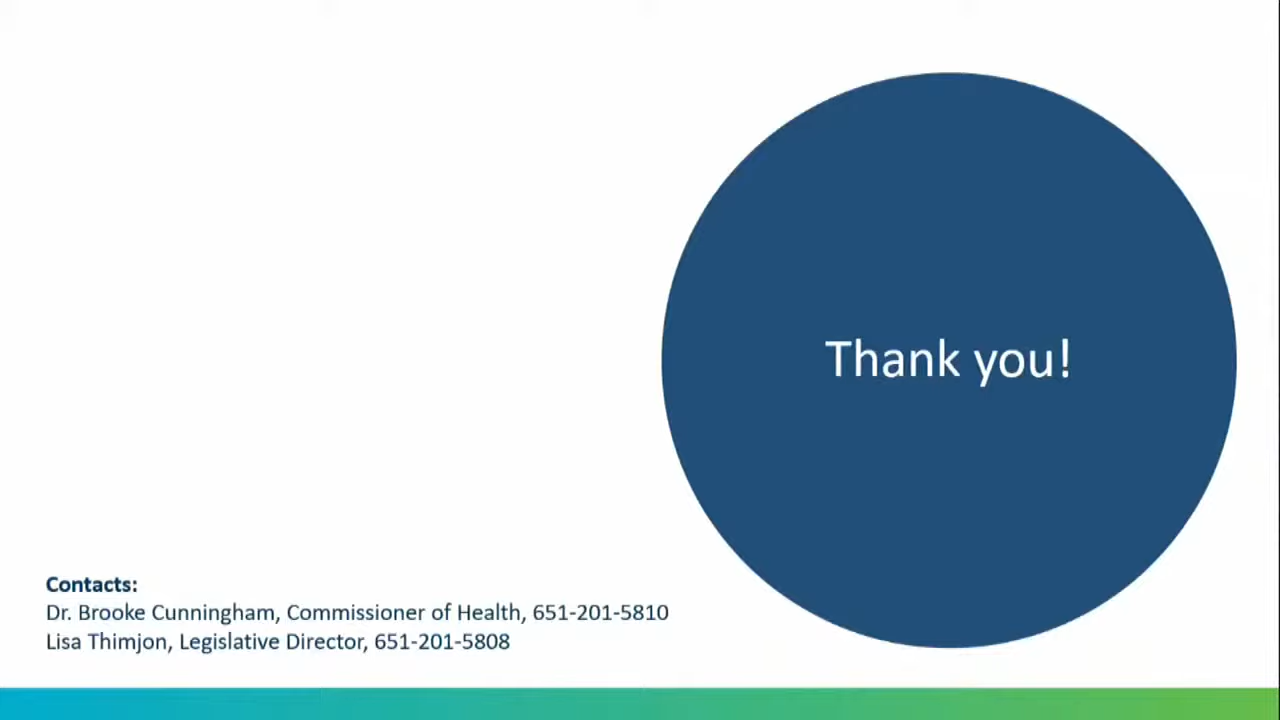 Thank you!
Contacts:
Dr. Brooke Cunningham, Commissioner of Health, 651-201-5810
Lisa Thimjon, Legislative Director, 651-201-5808